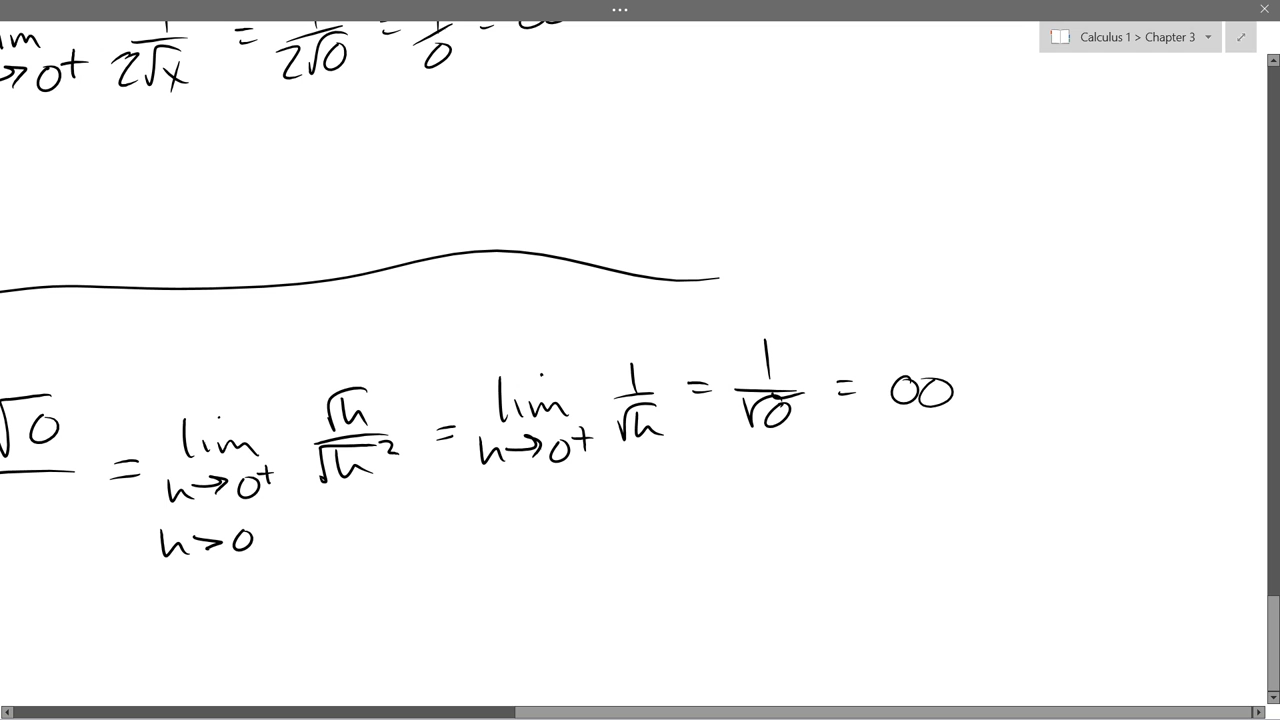 Calculus 1 > Chapter 3
lim x→0+ 1/(2√x) = 1/(2√0) = 1/0 = ∞
√0 = lim h→0+ √h/√h² = lim h→0+ 1/√h = 1/√0 = ∞
h>0